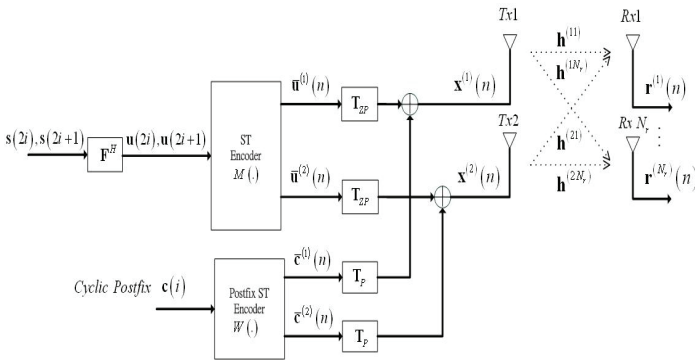 s(2i), s(2i+1)
F^H
u(2i), u(2i+1)
ST
Encoder
M(.)
ū^(1)(n)
T_ZP
x^(1)(n)
Tx1
ū^(2)(n)
T_ZP
x^(2)(n)
Tx2
h^(11)
h^(1N_r)
h^(21)
h^(2N_r)
Rx1
r^(1)(n)
Rx N_r
⋮
r^(N_r)(n)
Cyclic Postfix c(i)
Postfix ST
Encoder
W(.)
c̄^(1)(n)
T_P
c̄^(2)(n)
T_P